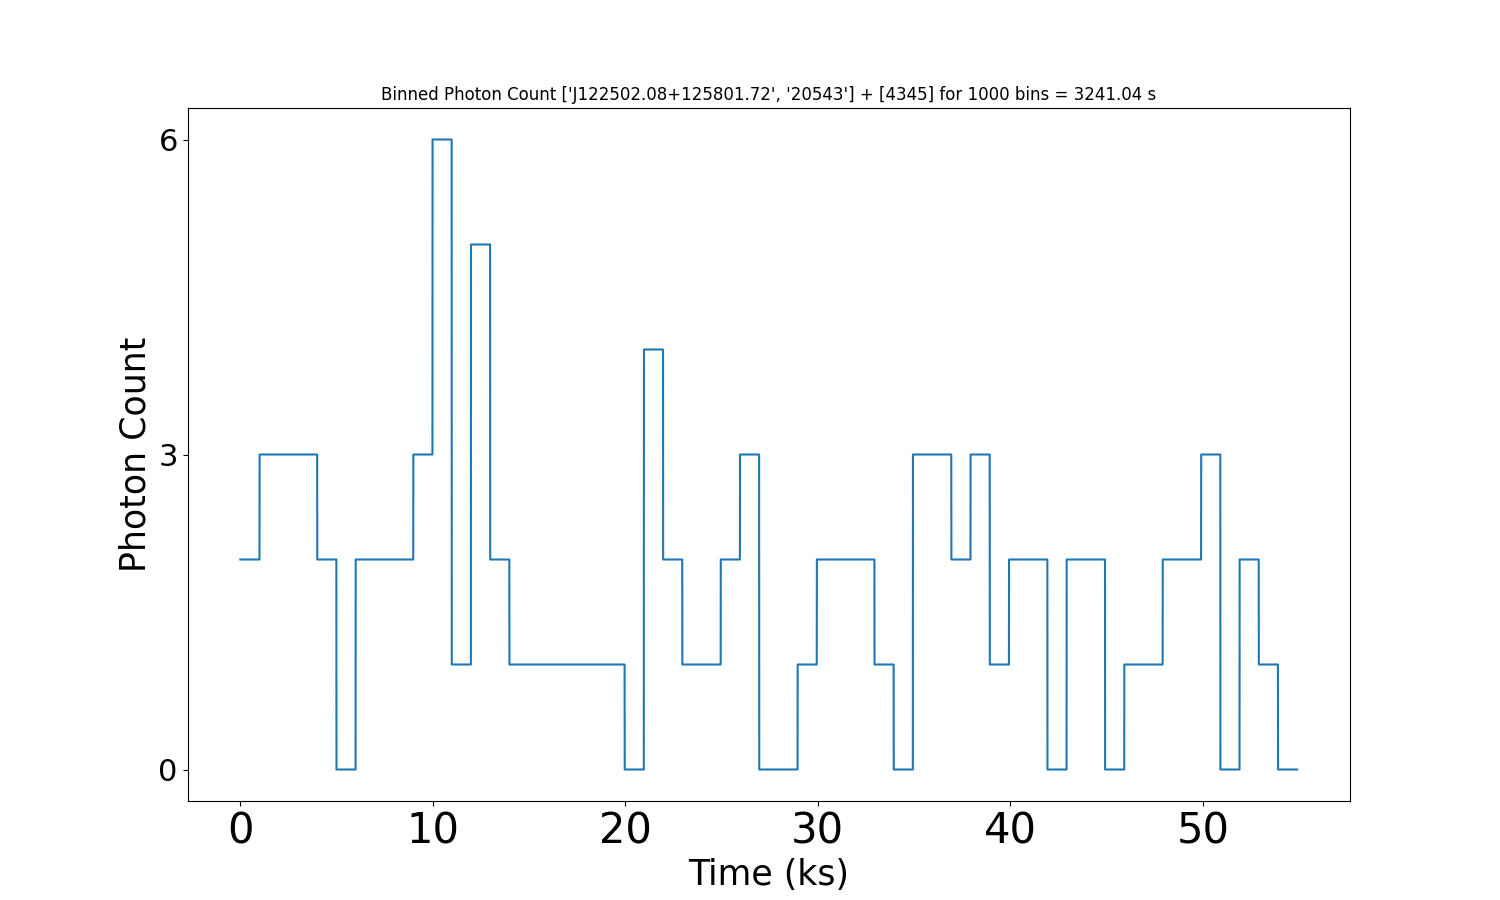 Binned Photon Count ['J122502.08+125801.72', '20543'] + [4345] for 1000 bins = 3241.04 s
Photon Count
6
3
0
0 10 20 30 40 50
Time (ks)